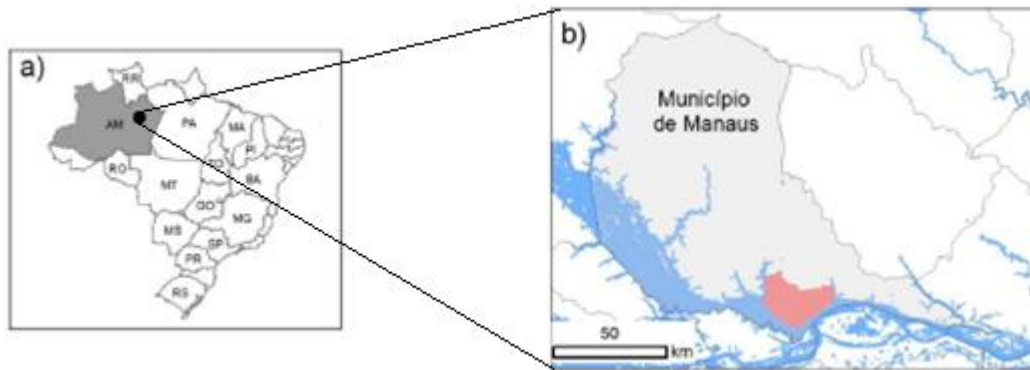 a)
RR
AM
PA
MA
PI
TO
BA
RO
MT
GO
MG
MS
SP
PR
RS
b)
Município
de Manaus
50
km